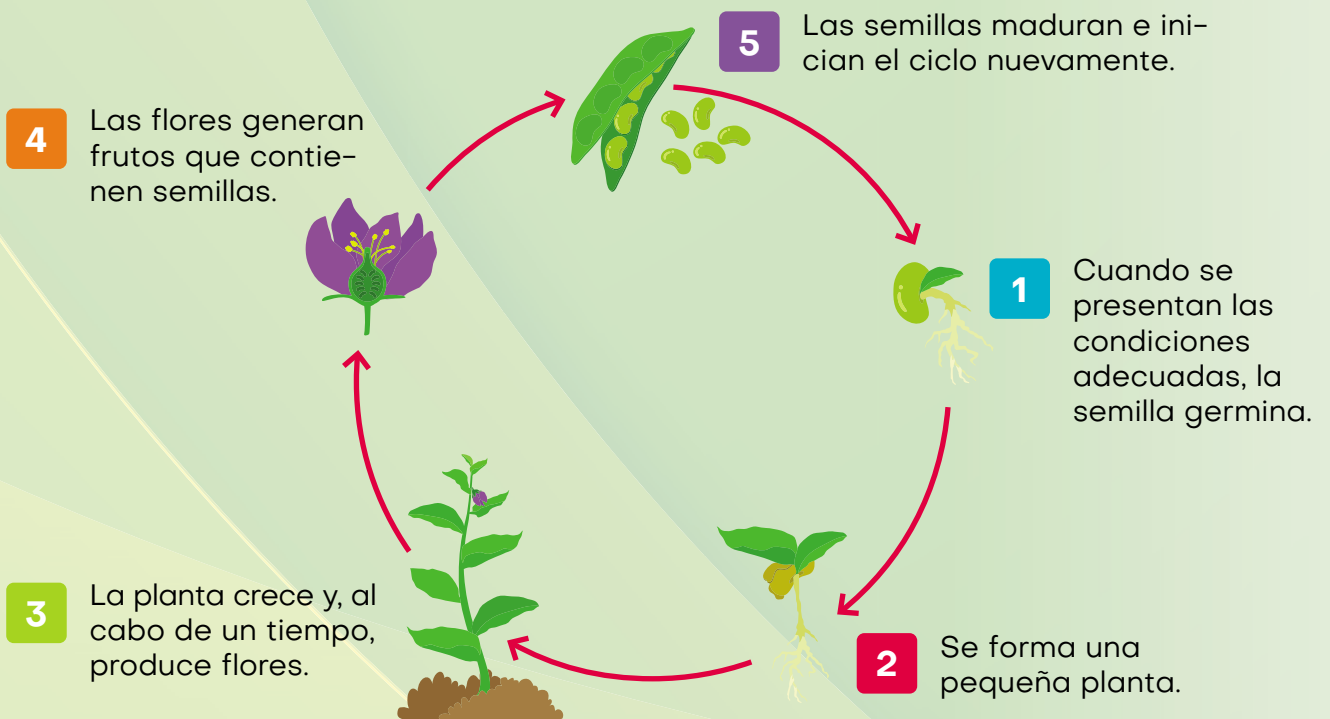 5
Las semillas maduran e ini-
cian el ciclo nuevamente.
4
Las flores generan
frutos que contie-
nen semillas.
1
Cuando se
presentan las
condiciones
adecuadas, la
semilla germina.
3
La planta crece y, al
cabo de un tiempo,
produce flores.
2
Se forma una
pequeña planta.